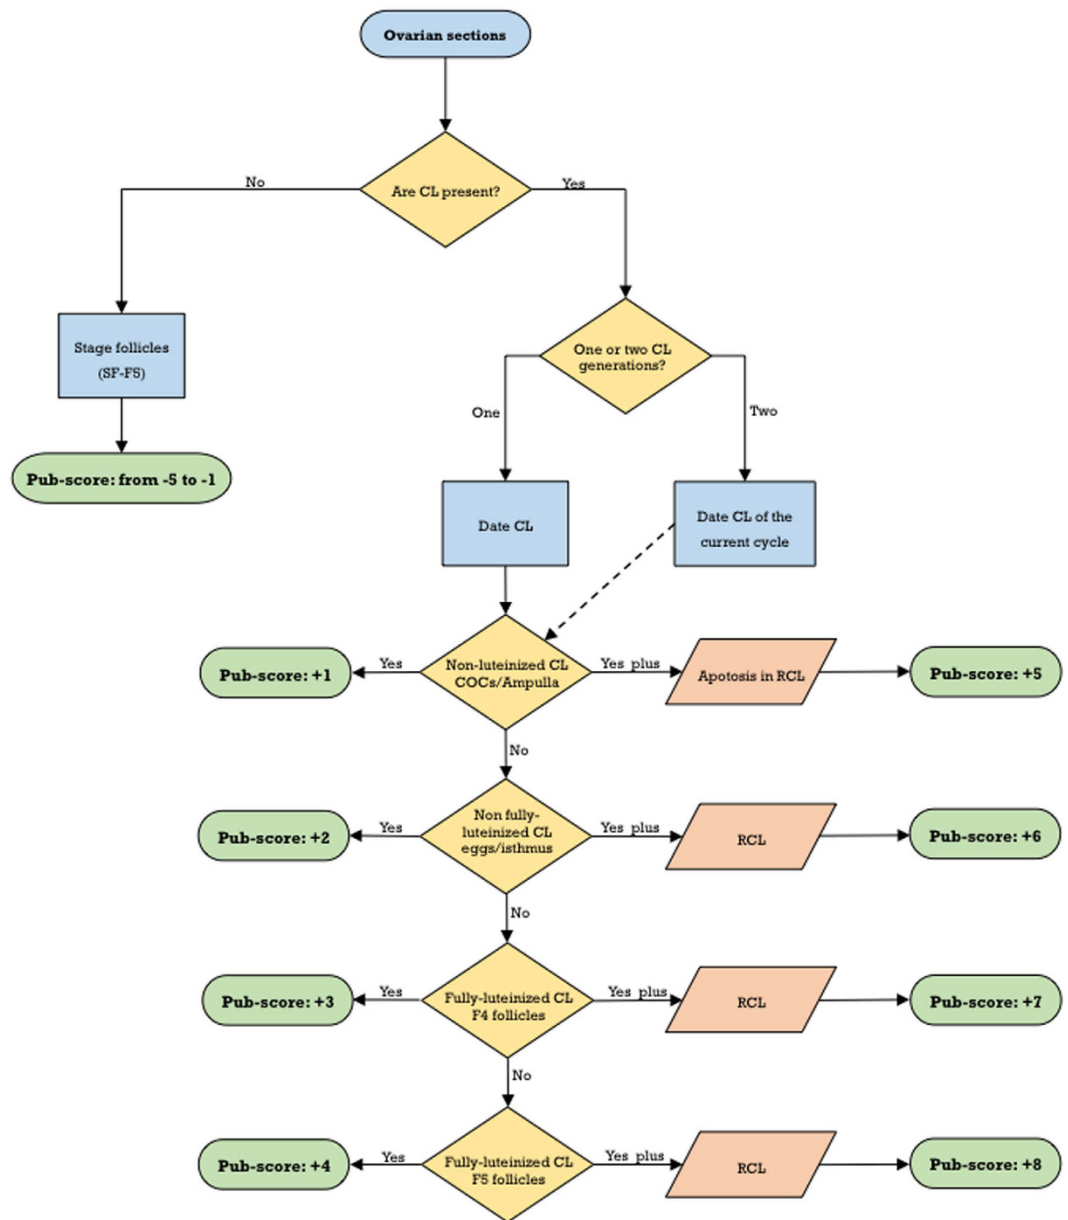 Ovarian sections
Are CL present?
No
Yes
Stage follicles
(SF-F5)
Pub-score: from -5 to -1
One or two CL
generations?
One
Two
Date CL
Date CL of the
current cycle
Pub-score: +1
Yes
Non-luteinized CL
COCs/Ampulla
Yes plus
Apotosis in RCL
Pub-score: +5
No
Pub-score: +2
Yes
Non fully-
luteinized CL
eggs/isthmus
Yes plus
RCL
Pub-score: +6
No
Pub-score: +3
Yes
Fully-luteinized CL
F4 follicles
Yes plus
RCL
Pub-score: +7
No
Pub-score: +4
Yes
Fully-luteinized CL
F5 follicles
Yes plus
RCL
Pub-score: +8